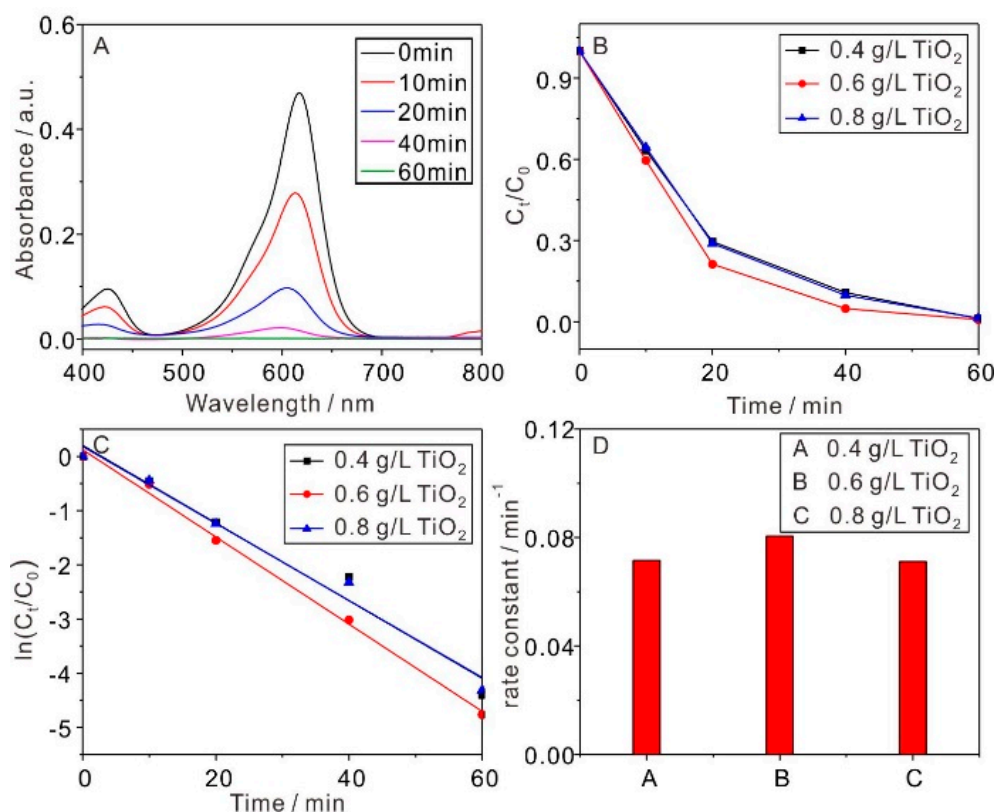 A
0min
10min
20min
40min
60min
0.6
0.4
0.2
0.0
Absorbance / a.u.
400 500 600 700 800
Wavelength / nm
B
0.4 g/L TiO₂
0.6 g/L TiO₂
0.8 g/L TiO₂
0.9
0.6
0.3
0.0
Cₜ/C₀
0 20 40 60
Time / min
C
0.4 g/L TiO₂
0.6 g/L TiO₂
0.8 g/L TiO₂
0
-1
-2
-3
-4
-5
ln(Cₜ/C₀)
0 20 40 60
Time / min
D
A 0.4 g/L TiO₂
B 0.6 g/L TiO₂
C 0.8 g/L TiO₂
0.12
0.08
0.04
0.00
rate constant / min⁻¹
A B C